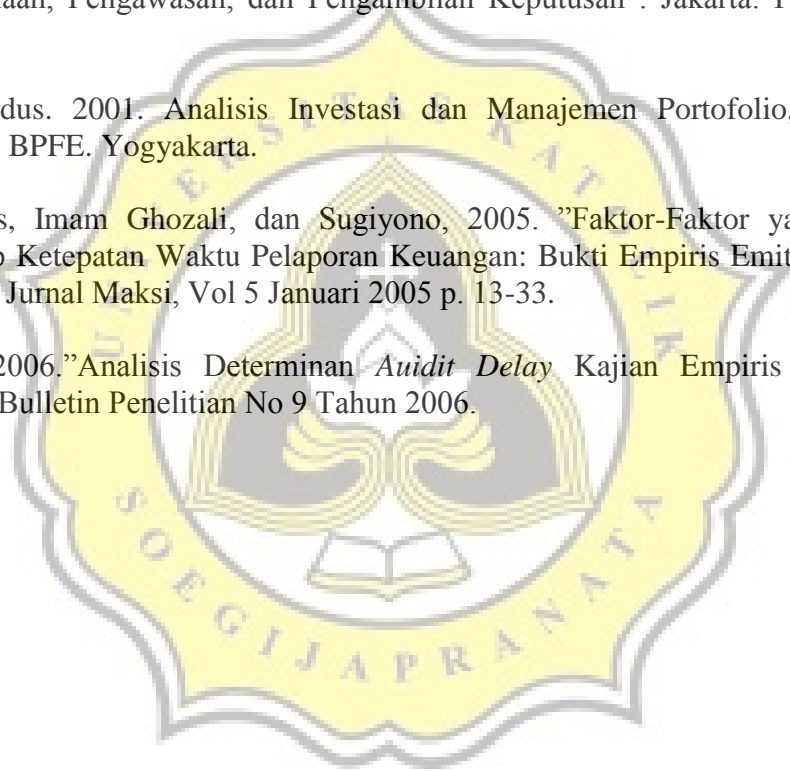 dan Pengambilan Keputusan . Jakarta.
dus. 2001. Analisis Investasi dan Manajemen Portofolio,
BPFE. Yogyakarta.
s, Imam Ghozali, dan Sugiyono, 2005. ”Faktor-Faktor ya
p Ketepatan Waktu Pelaporan Keuangan: Bukti Empiris Emit
Jurnal Maksi, Vol 5 Januari 2005 p. 13-33.
2006.”Analisis Determinan Auidit Delay Kajian Empiris
Bulletin Penelitian No 9 Tahun 2006.
UNIVERSITAS KATOLIK
SOEGIJAPRANATA